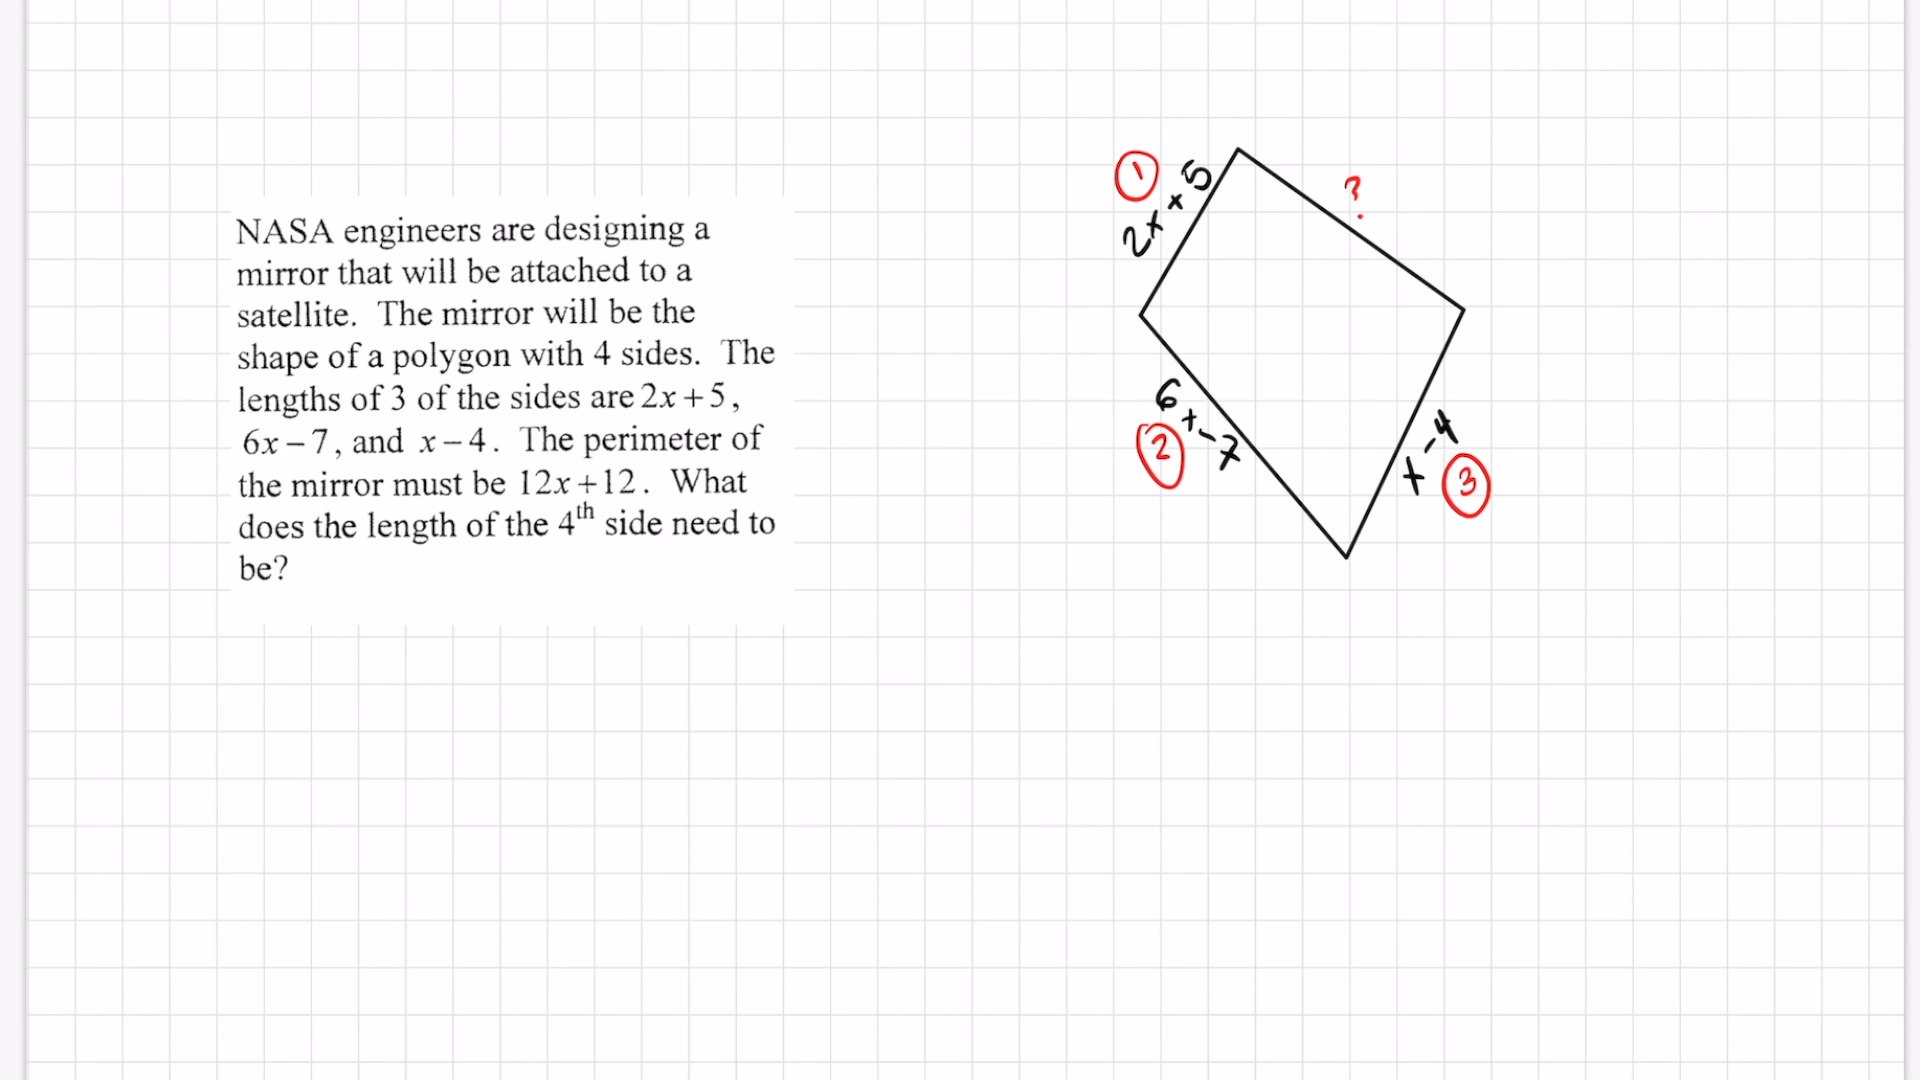 NASA engineers are designing a
mirror that will be attached to a
satellite. The mirror will be the
shape of a polygon with 4 sides. The
lengths of 3 of the sides are 2x + 5,
6x – 7, and x – 4. The perimeter of
the mirror must be 12x + 12. What
does the length of the 4th side need to
be?
1
2x + 5
?
6x - 7
2
x - 4
3